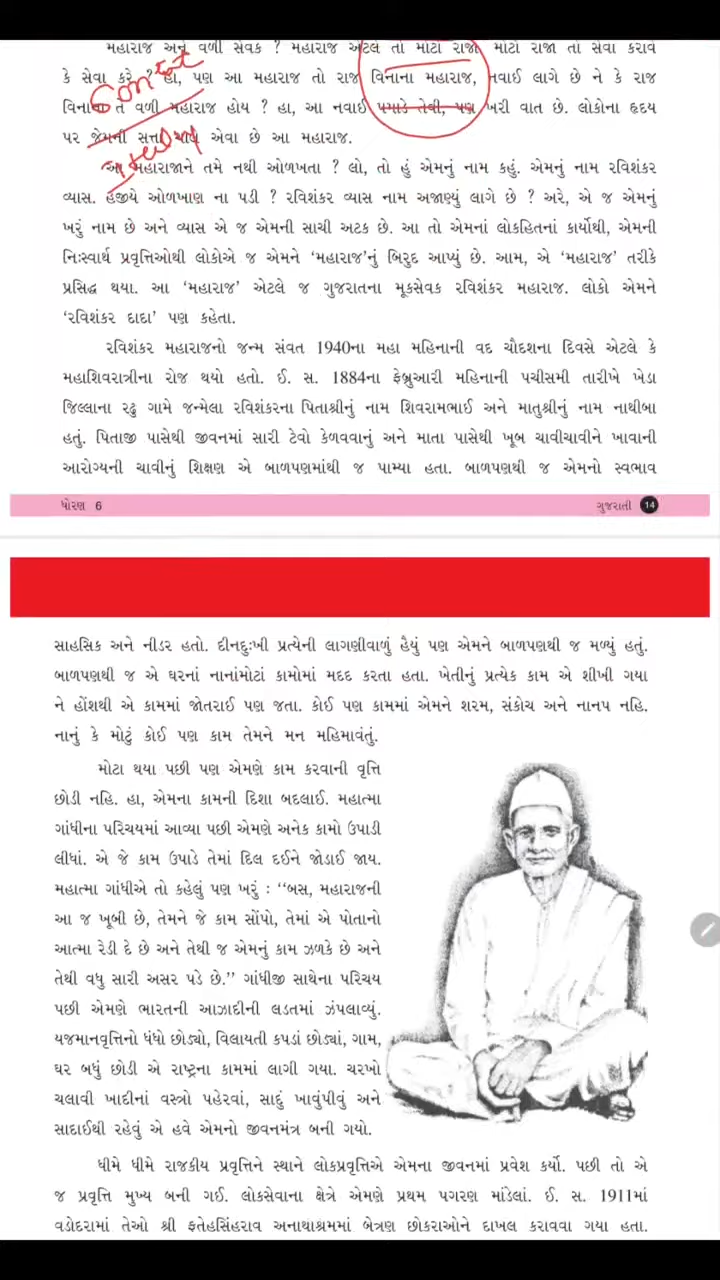 મહારાજ અને વળી સેવક ? મહારાજ એટલે તો મોટા રાજા. મોટા રાજા તો સેવા કરાવે
કે સેવા કરે ? હા, પણ આ મહારાજ તો રાજ વિનાના મહારાજ, નવાઈ લાગે છે ને કે રાજ
વિનાના તે વળી મહારાજ હોય ? હા, આ નવાઈ પમાડે તેવી, પણ ખરી વાત છે. લોકોના હૃદય
પર જેમની સત્તા ચાલે એવા છે આ મહારાજ.
આ મહારાજાને તમે નથી ઓળખતા ? લો, તો હું એમનું નામ કહું. એમનું નામ રવિશંકર
વ્યાસ. હજીયે ઓળખાણ ના પડી ? રવિશંકર વ્યાસ નામ અજાણ્યું લાગે છે ? અરે, એ જ એમનું
ખરું નામ છે અને વ્યાસ એ જ એમની સાચી અટક છે. આ તો એમનાં લોકહિતનાં કાર્યોથી, એમની
નિઃસ્વાર્થ પ્રવૃત્તિઓથી લોકોએ જ એમને ‘મહારાજ’નું બિરુદ આપ્યું છે. આમ, એ ‘મહારાજ’ તરીકે
પ્રસિદ્ધ થયા. આ ‘મહારાજ’ એટલે જ ગુજરાતના મૂકસેવક રવિશંકર મહારાજ. લોકો એમને
‘રવિશંકર દાદા’ પણ કહેતા.
રવિશંકર મહારાજનો જન્મ સંવત 1940ના મહા મહિનાની વદ ચૌદશના દિવસે એટલે કે
મહાશિવરાત્રીના રોજ થયો હતો. ઈ. સ. 1884ના ફેબ્રુઆરી મહિનાની પચીસમી તારીખે ખેડા
જિલ્લાના રઢુ ગામે જન્મેલા રવિશંકરના પિતાશ્રીનું નામ શિવરામભાઈ અને માતુશ્રીનું નામ નાથીબા
હતું. પિતાજી પાસેથી જીવનમાં સારી ટેવો કેળવવાનું અને માતા પાસેથી ખૂબ ચાવીચાવીને ખાવાની
આરોગ્યની ચાવીનું શિક્ષણ એ બાળપણમાંથી જ પામ્યા હતા. બાળપણથી જ એમનો સ્વભાવ
ધોરણ 6 ગુજરાતી 14
સાહસિક અને નીડર હતો. દીનદુઃખી પ્રત્યેની લાગણીવાળું હૈયું પણ એમને બાળપણથી જ મળ્યું હતું.
બાળપણથી જ એ ઘરનાં નાનાંમોટાં કામોમાં મદદ કરતા હતા. ખેતીનું પ્રત્યેક કામ એ શીખી ગયા
ને હોંશથી એ કામમાં જોતરાઈ પણ જતા. કોઈ પણ કામમાં એમને શરમ, સંકોચ અને નાનપ નહિ.
નાનું કે મોટું કોઈ પણ કામ તેમને મન મહિમાવંતું.
મોટા થયા પછી પણ એમણે કામ કરવાની વૃત્તિ
છોડી નહિ. હા, એમના કામની દિશા બદલાઈ. મહાત્મા
ગાંધીના પરિચયમાં આવ્યા પછી એમણે અનેક કામો ઉપાડી
લીધાં. એ જે કામ ઉપાડે તેમાં દિલ દઈને જોડાઈ જાય.
મહાત્મા ગાંધીએ તો કહેલું પણ ખરું : ‘‘બસ, મહારાજની
આ જ ખૂબી છે, તેમને જે કામ સોંપો, તેમાં એ પોતાનો
આત્મા રેડી દે છે અને તેથી જ એમનું કામ ઝળકે છે અને
તેથી વધુ સારી અસર પડે છે.’’ ગાંધીજી સાથેના પરિચય
પછી એમણે ભારતની આઝાદીની લડતમાં ઝંપલાવ્યું.
યજમાનવૃત્તિનો ધંધો છોડ્યો, વિલાયતી કપડાં છોડ્યાં, ગામ,
ઘર બધું છોડી એ રાષ્ટ્રના કામમાં લાગી ગયા. ચરખો
ચલાવી ખાદીનાં વસ્ત્રો પહેરવાં, સાદું ખાવુંપીવું અને
સાદાઈથી રહેવું એ હવે એમનો જીવનમંત્ર બની ગયો.
ધીમે ધીમે રાજકીય પ્રવૃત્તિને સ્થાને લોકપ્રવૃત્તિએ એમના જીવનમાં પ્રવેશ કર્યો. પછી તો એ
જ પ્રવૃત્તિ મુખ્ય બની ગઈ. લોકસેવાના ક્ષેત્રે એમણે પ્રથમ પગરણ માંડેલાં. ઈ. સ. 1911માં
વડોદરામાં તેઓ શ્રી ફતેહસિંહરાવ અનાથાશ્રમમાં બેત્રણ છોકરાઓને દાખલ કરાવવા ગયા હતા.